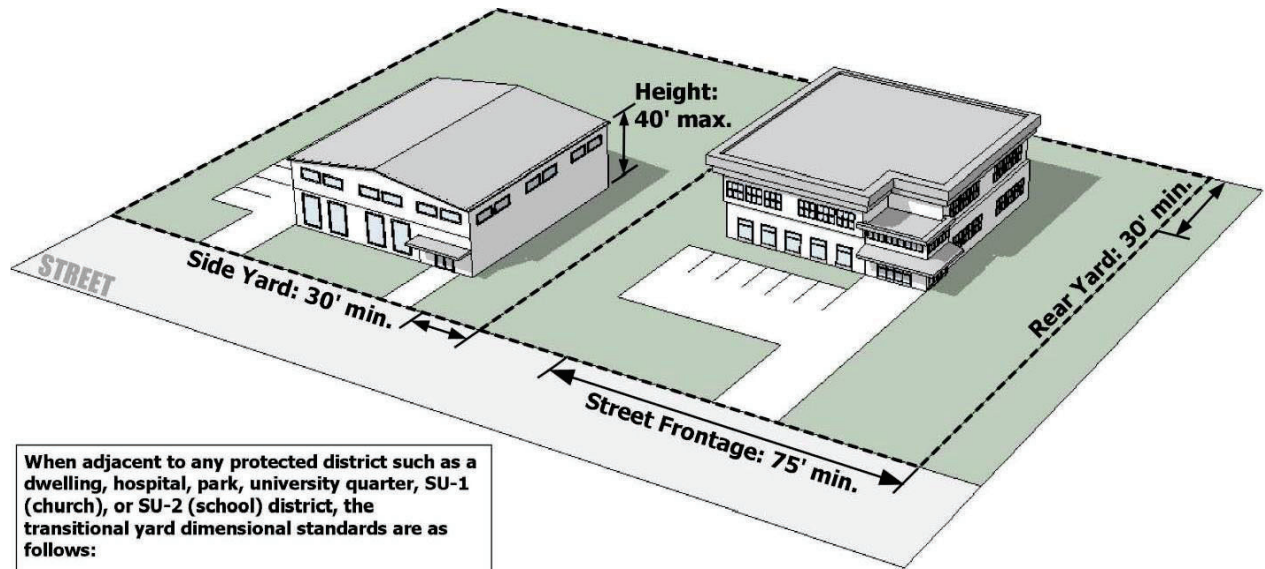 Height:
40' max.
Rear Yard: 30' min.
STREET
Side Yard: 30' min.
Street Frontage: 75' min.
When adjacent to any protected district such as a
dwelling, hospital, park, university quarter, SU-1
(church), or SU-2 (school) district, the
transitional yard dimensional standards are as
follows: